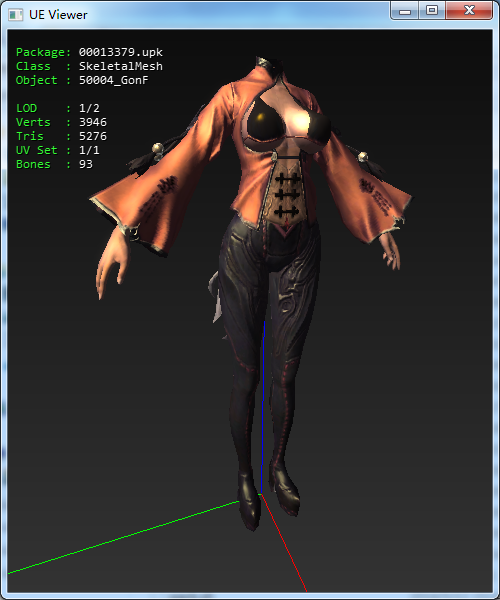 UE Viewer
Package: 00013379.upk
Class : SkeletalMesh
Object : 50004_GonF
LOD : 1/2
Verts : 3946
Tris : 5276
UV Set : 1/1
Bones : 93